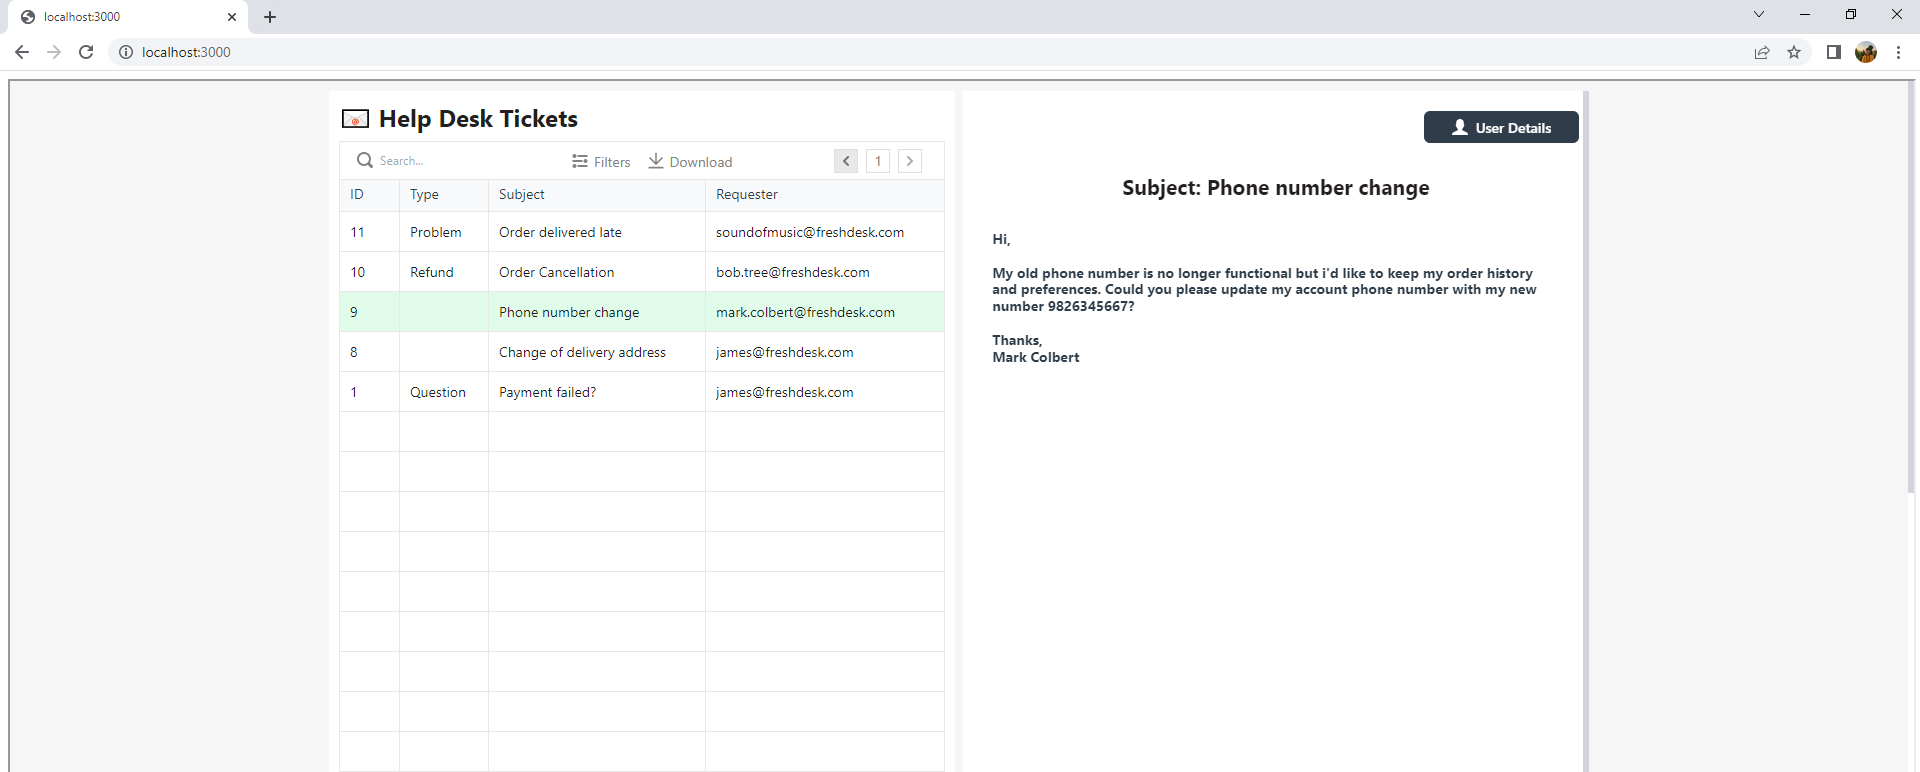 localhost:3000
localhost:3000
Help Desk Tickets
Search...
Filters
Download
1
ID Type Subject Requester
11 Problem Order delivered late soundofmusic@freshdesk.com
10 Refund Order Cancellation bob.tree@freshdesk.com
9 Phone number change mark.colbert@freshdesk.com
8 Change of delivery address james@freshdesk.com
1 Question Payment failed? james@freshdesk.com
User Details
Subject: Phone number change
Hi,
My old phone number is no longer functional but i'd like to keep my order history
and preferences. Could you please update my account phone number with my new
number 9826345667?
Thanks,
Mark Colbert